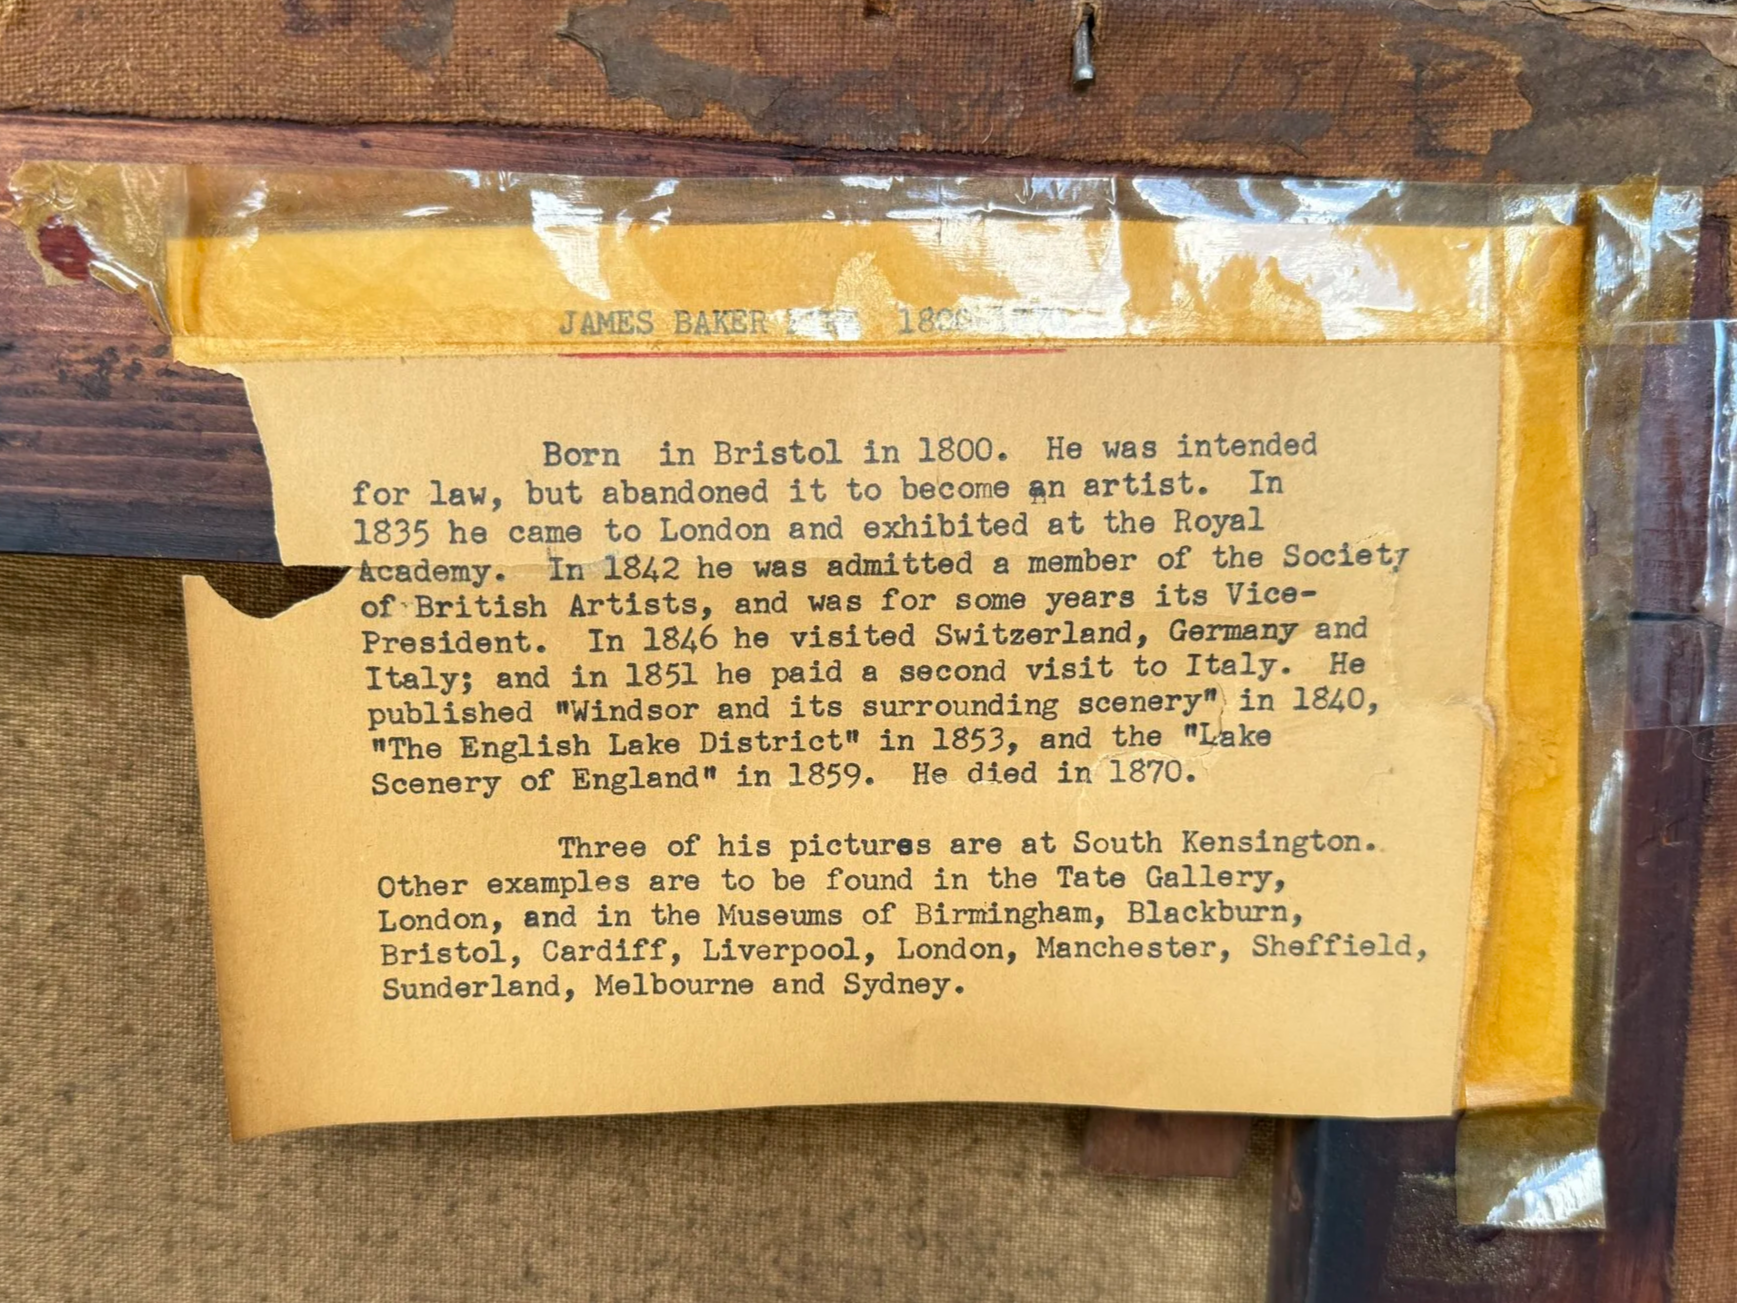 JAMES BAKER
Born in Bristol in 1800. He was intended
for law, but abandoned it to become an artist. In
1835 he came to London and exhibited at the Royal
Academy. In 1842 he was admitted a member of the Society
of British Artists, and was for some years its Vice-
President. In 1846 he visited Switzerland, Germany and
Italy; and in 1851 he paid a second visit to Italy. He
published "Windsor and its surrounding scenery" in 1840,
"The English Lake District" in 1853, and the "Lake
Scenery of England" in 1859. He died in 1870.
Three of his pictures are at South Kensington.
Other examples are to be found in the Tate Gallery,
London, and in the Museums of Birmingham, Blackburn,
Bristol, Cardiff, Liverpool, London, Manchester, Sheffield,
Sunderland, Melbourne and Sydney.